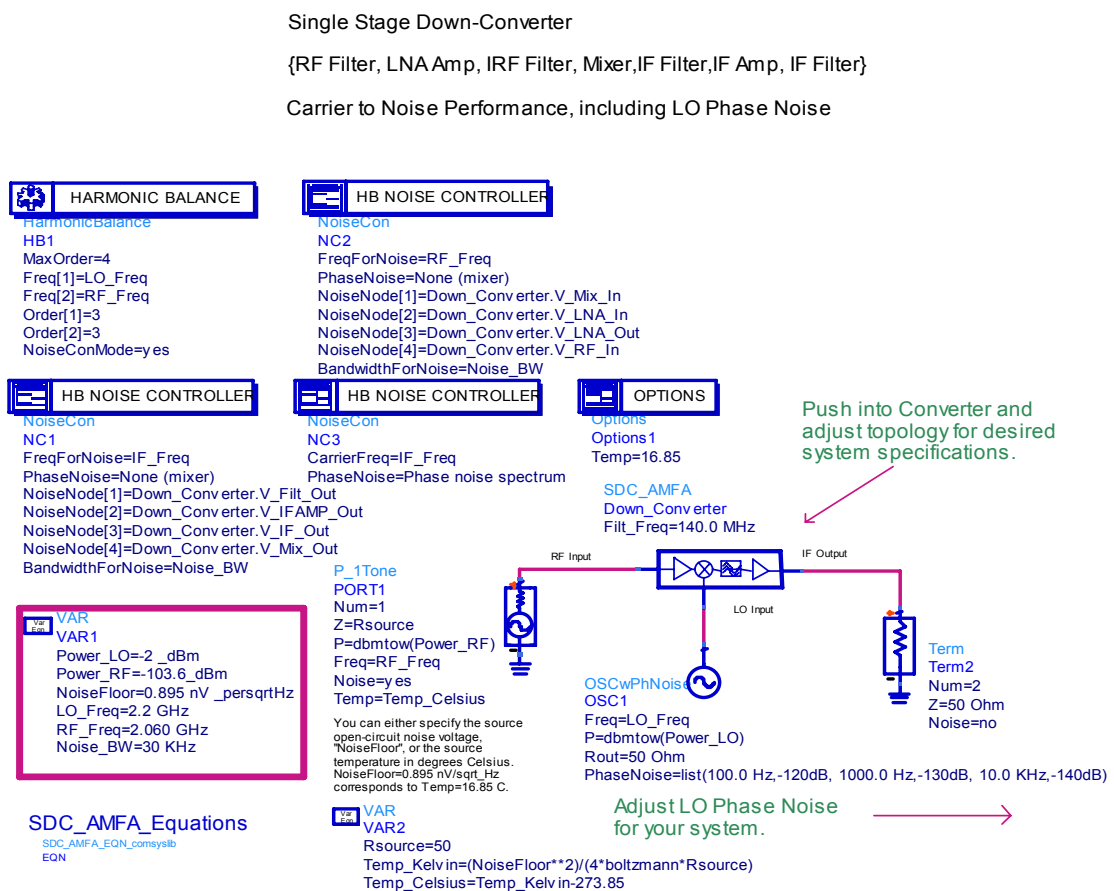 Single Stage Down-Converter
{RF Filter, LNA Amp, IRF Filter, Mixer,IF Filter,IF Amp, IF Filter}
Carrier to Noise Performance, including LO Phase Noise
HARMONIC BALANCE
HarmonicBalance
HB1
MaxOrder=4
Freq[1]=LO_Freq
Freq[2]=RF_Freq
Order[1]=3
Order[2]=3
NoiseConMode=yes
HB NOISE CONTROLLER
NoiseCon
NC2
FreqForNoise=RF_Freq
PhaseNoise=None (mixer)
NoiseNode[1]=Down_Converter.V_Mix_In
NoiseNode[2]=Down_Converter.V_LNA_In
NoiseNode[3]=Down_Converter.V_LNA_Out
NoiseNode[4]=Down_Converter.V_RF_In
BandwidthForNoise=Noise_BW
HB NOISE CONTROLLER
NoiseCon
NC1
FreqForNoise=IF_Freq
PhaseNoise=None (mixer)
NoiseNode[1]=Down_Converter.V_Filt_Out
NoiseNode[2]=Down_Converter.V_IFAMP_Out
NoiseNode[3]=Down_Converter.V_IF_Out
NoiseNode[4]=Down_Converter.V_Mix_Out
BandwidthForNoise=Noise_BW
HB NOISE CONTROLLER
NoiseCon
NC3
CarrierFreq=IF_Freq
PhaseNoise=Phase noise spectrum
OPTIONS
Options
Options1
Temp=16.85
Push into Converter and
adjust topology for desired
system specifications.
SDC_AMFA
Down_Converter
Filt_Freq=140.0 MHz
RF Input
IF Output
LO Input
P_1Tone
PORT1
Num=1
Z=Rsource
P=dbmtow(Power_RF)
Freq=RF_Freq
Noise=yes
Temp=Temp_Celsius
You can either specify the source
open-circuit noise voltage,
"NoiseFloor", or the source
temperature in degrees Celsius.
NoiseFloor=0.895 nV/sqrt_Hz
corresponds to Temp=16.85 C.
OSCwPhNoise
OSC1
Freq=LO_Freq
P=dbmtow(Power_LO)
Rout=50 Ohm
PhaseNoise=list(100.0 Hz,-120dB, 1000.0 Hz,-130dB, 10.0 KHz,-140dB)
Term
Term2
Num=2
Z=50 Ohm
Noise=no
Var
Eqn
VAR
VAR1
Power_LO=-2 _dBm
Power_RF=-103.6_dBm
NoiseFloor=0.895 nV _persqrtHz
LO_Freq=2.2 GHz
RF_Freq=2.060 GHz
Noise_BW=30 KHz
SDC_AMFA_Equations
SDC_AMFA_EQN_comsyslib
EQN
Var
Eqn
VAR
VAR2
Rsource=50
Temp_Kelvin=(NoiseFloor**2)/(4*boltzmann*Rsource)
Temp_Celsius=Temp_Kelvin-273.85
Adjust LO Phase Noise
for your system.